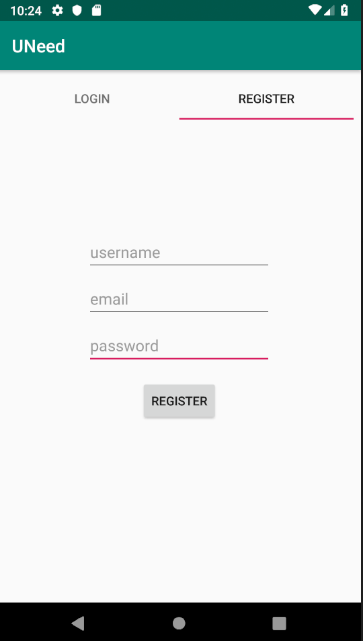 10:24
UNeed
LOGIN REGISTER
username
email
password
REGISTER